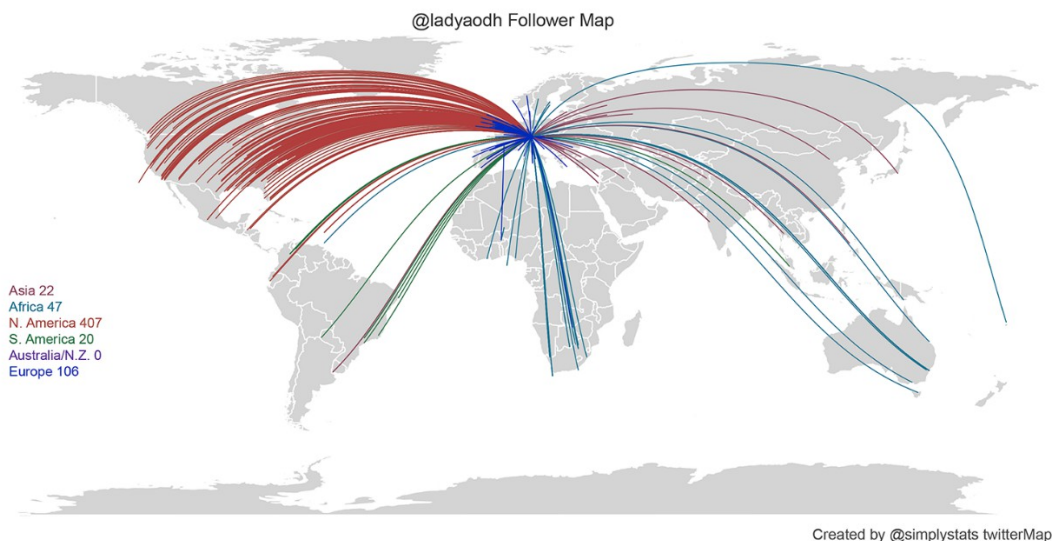 @ladyaodh Follower Map
Asia 22
Africa 47
N. America 407
S. America 20
Australia/N.Z. 0
Europe 106
Created by @simplystats twitterMap